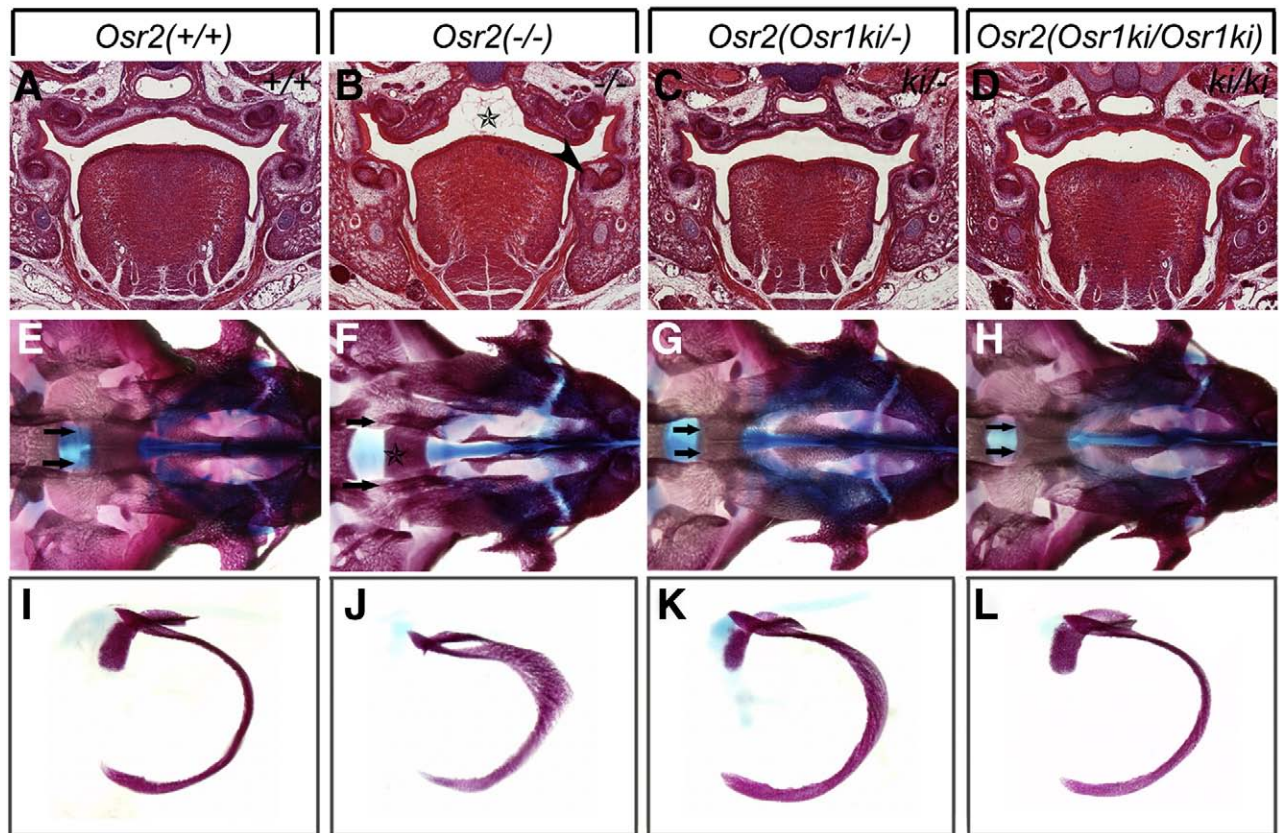 Osr2(+/+) Osr2(-/-) Osr2(Osr1ki/-) Osr2(Osr1ki/Osr1ki)
A +/+ B -/- C ki/- D ki/ki
E F G H
I J K L